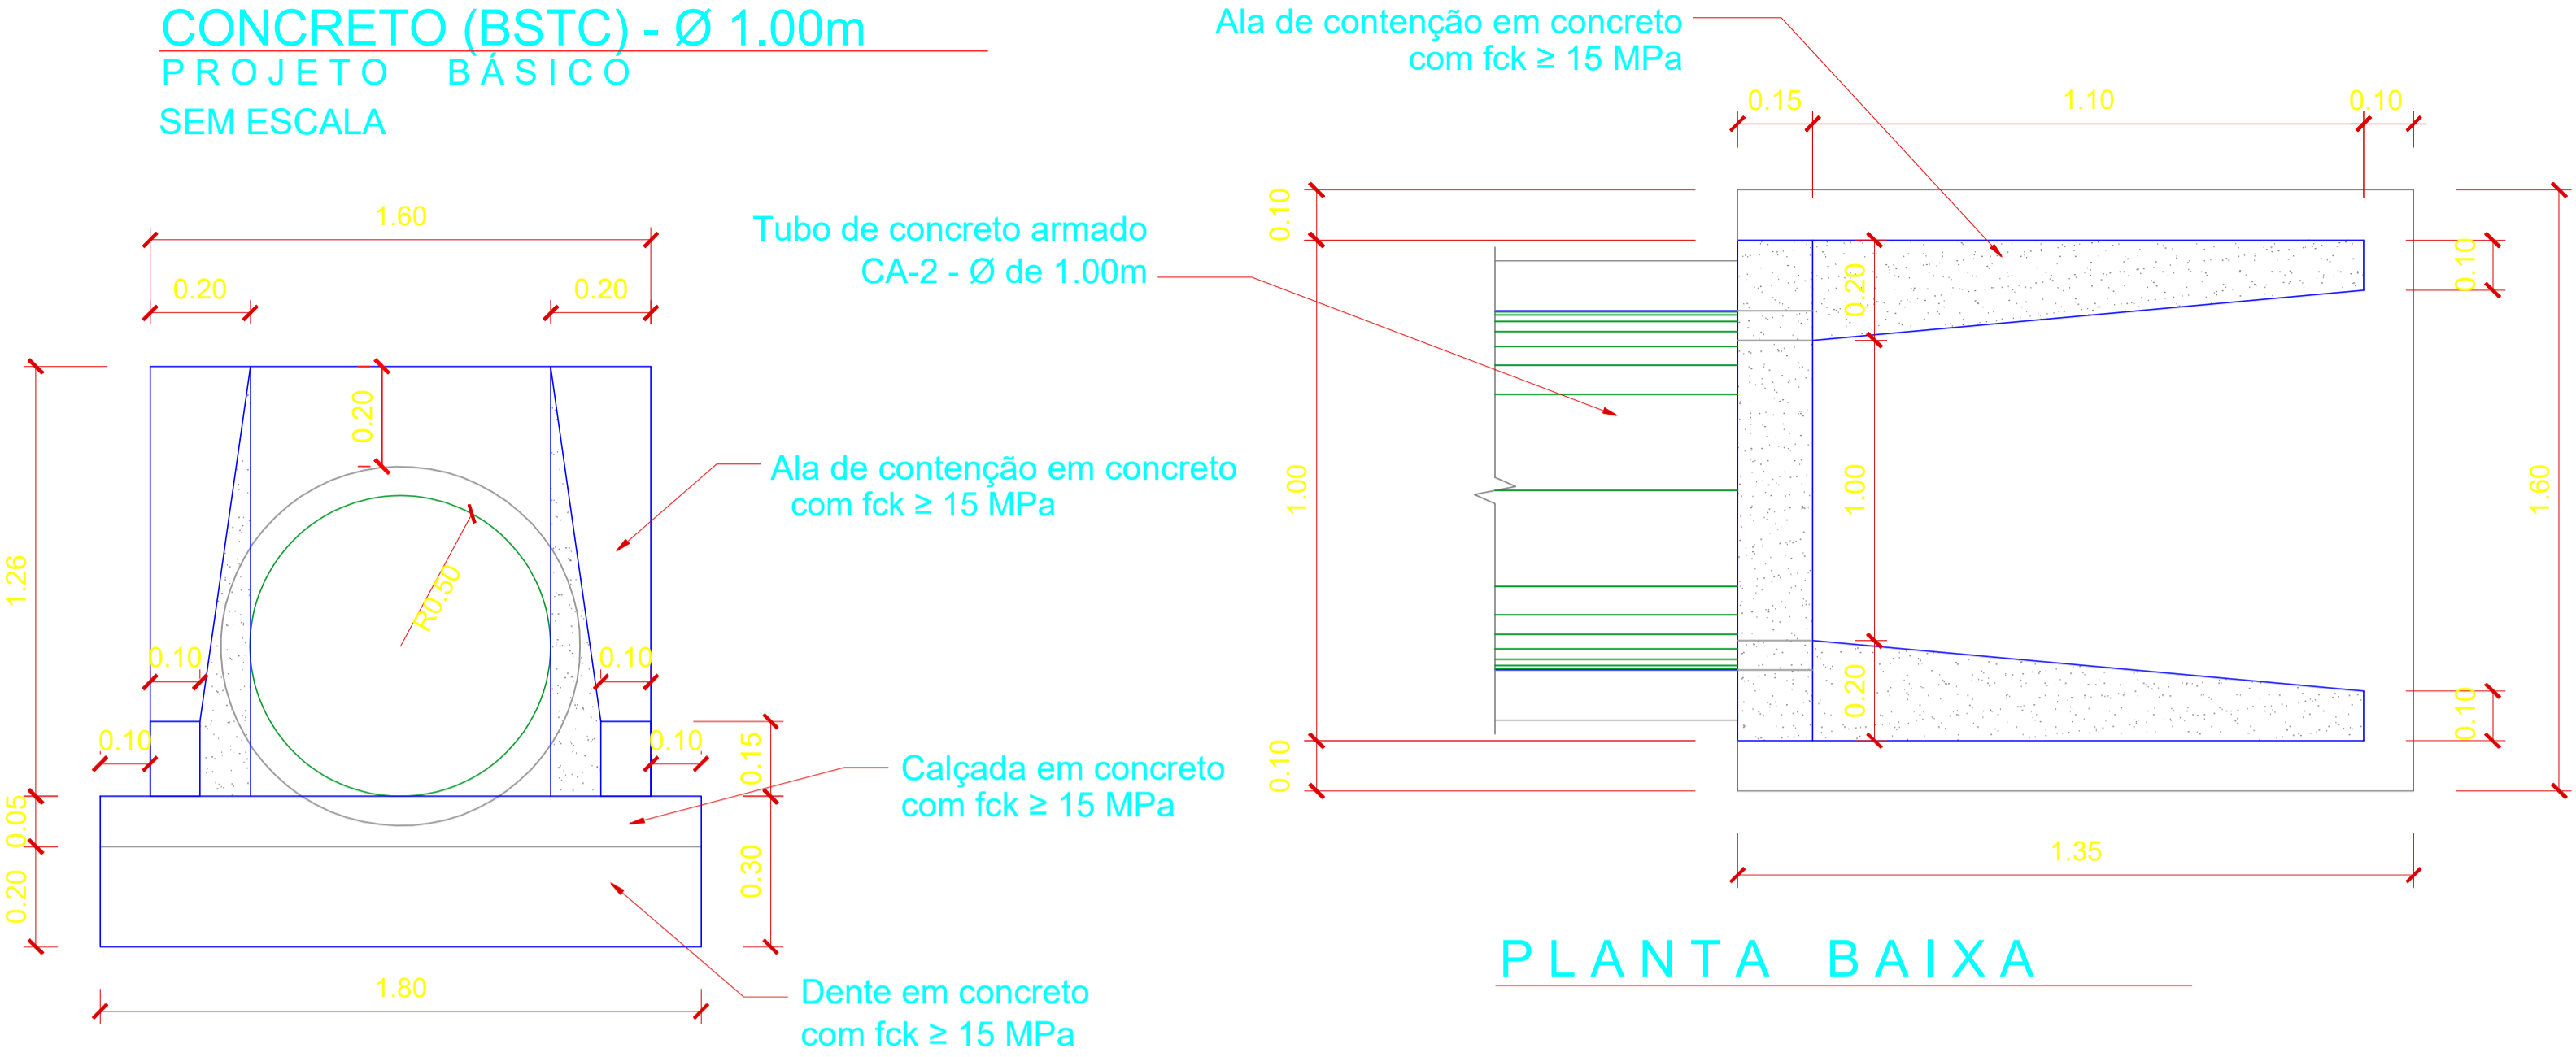 CONCRETO (BSTC) - Ø 1.00m
PROJETO BÁSICO
SEM ESCALA
1.60
0.20
0.20
0.20
1.26
R0.50
0.10
0.10
0.10
0.10
0.15
0.05
0.20
0.30
1.80
Tubo de concreto armado
CA-2 - Ø de 1.00m
Ala de contenção em concreto
com fck ≥ 15 MPa
Calçada em concreto
com fck ≥ 15 MPa
Dente em concreto
com fck ≥ 15 MPa
Ala de contenção em concreto
com fck ≥ 15 MPa
0.15
1.10
0.10
0.10
1.00
0.10
0.20
1.00
0.20
0.10
0.10
1.60
1.35
PLANTA BAIXA